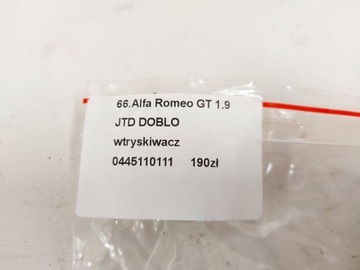 66.Alfa Romeo GT 1.9
JTD DOBLO
wtryskiwacz
0445110111 190zł